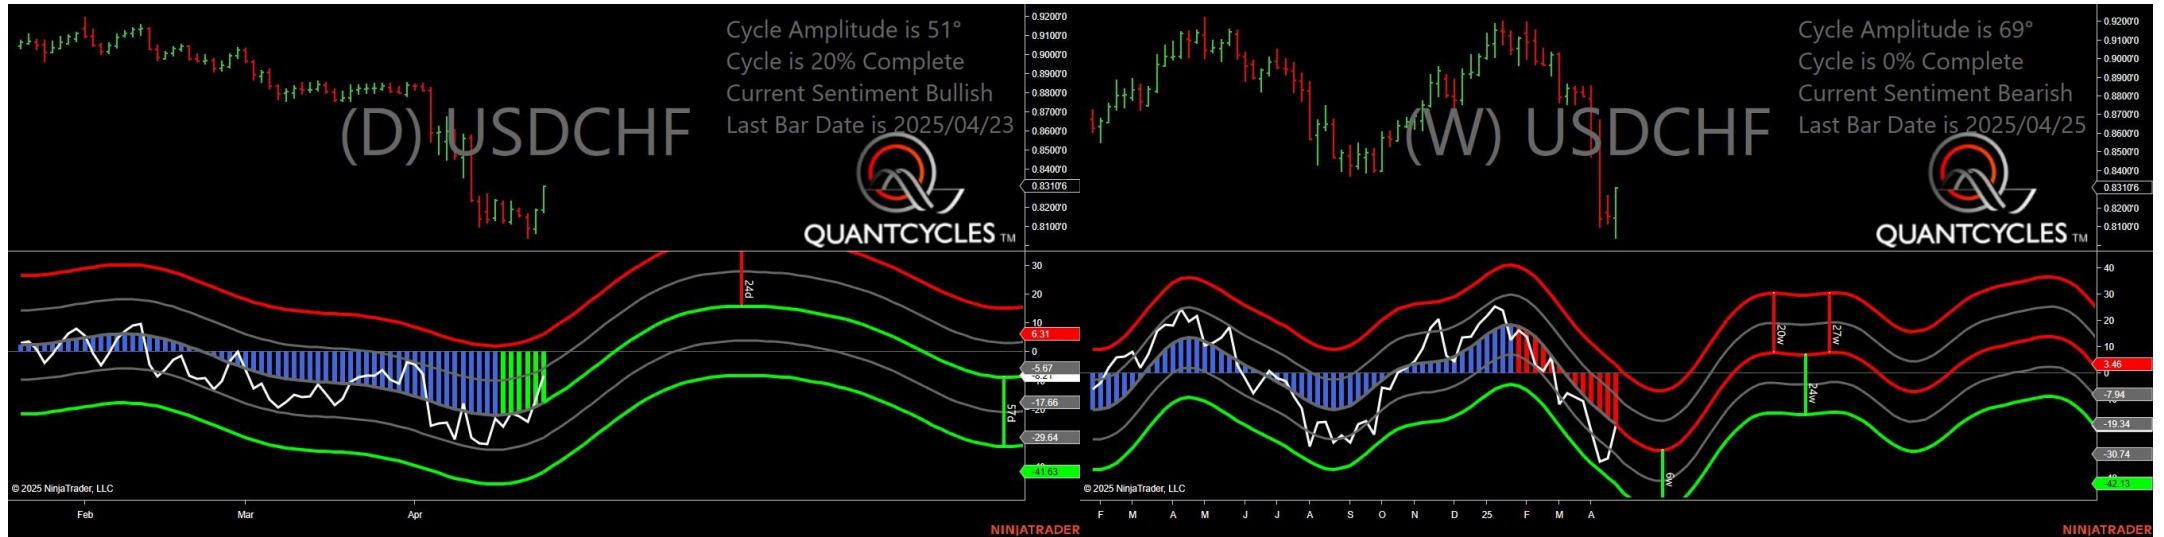 Cycle Amplitude is 51°
Cycle is 20% Complete
Current Sentiment Bullish
Last Bar Date is 2025/04/23
(D) USDCHF
QUANTCYCLES TM
0.9200'0
0.9100'0
0.9000'0
0.8900'0
0.8800'0
0.8700'0
0.8600'0
0.8500'0
0.8400'0
0.8310'6
0.8200'0
0.8100'0
24d
57d
30
20
10
6.31
0
-5.67
-17.66
-29.64
-41.63
© 2025 NinjaTrader, LLC
Feb Mar Apr
NINJATRADER
Cycle Amplitude is 69°
Cycle is 0% Complete
Current Sentiment Bearish
Last Bar Date is 2025/04/25
(W) USDCHF
QUANTCYCLES TM
0.9200'0
0.9100'0
0.9000'0
0.8900'0
0.8800'0
0.8700'0
0.8600'0
0.8500'0
0.8400'0
0.8310'6
0.8200'0
0.8100'0
20w
27w
24w
6w
40
30
20
10
3.46
0
-7.94
-19.34
-30.74
-42.13
© 2025 NinjaTrader, LLC
F M A M J J A S O N D 25 F M A
NINJATRADER